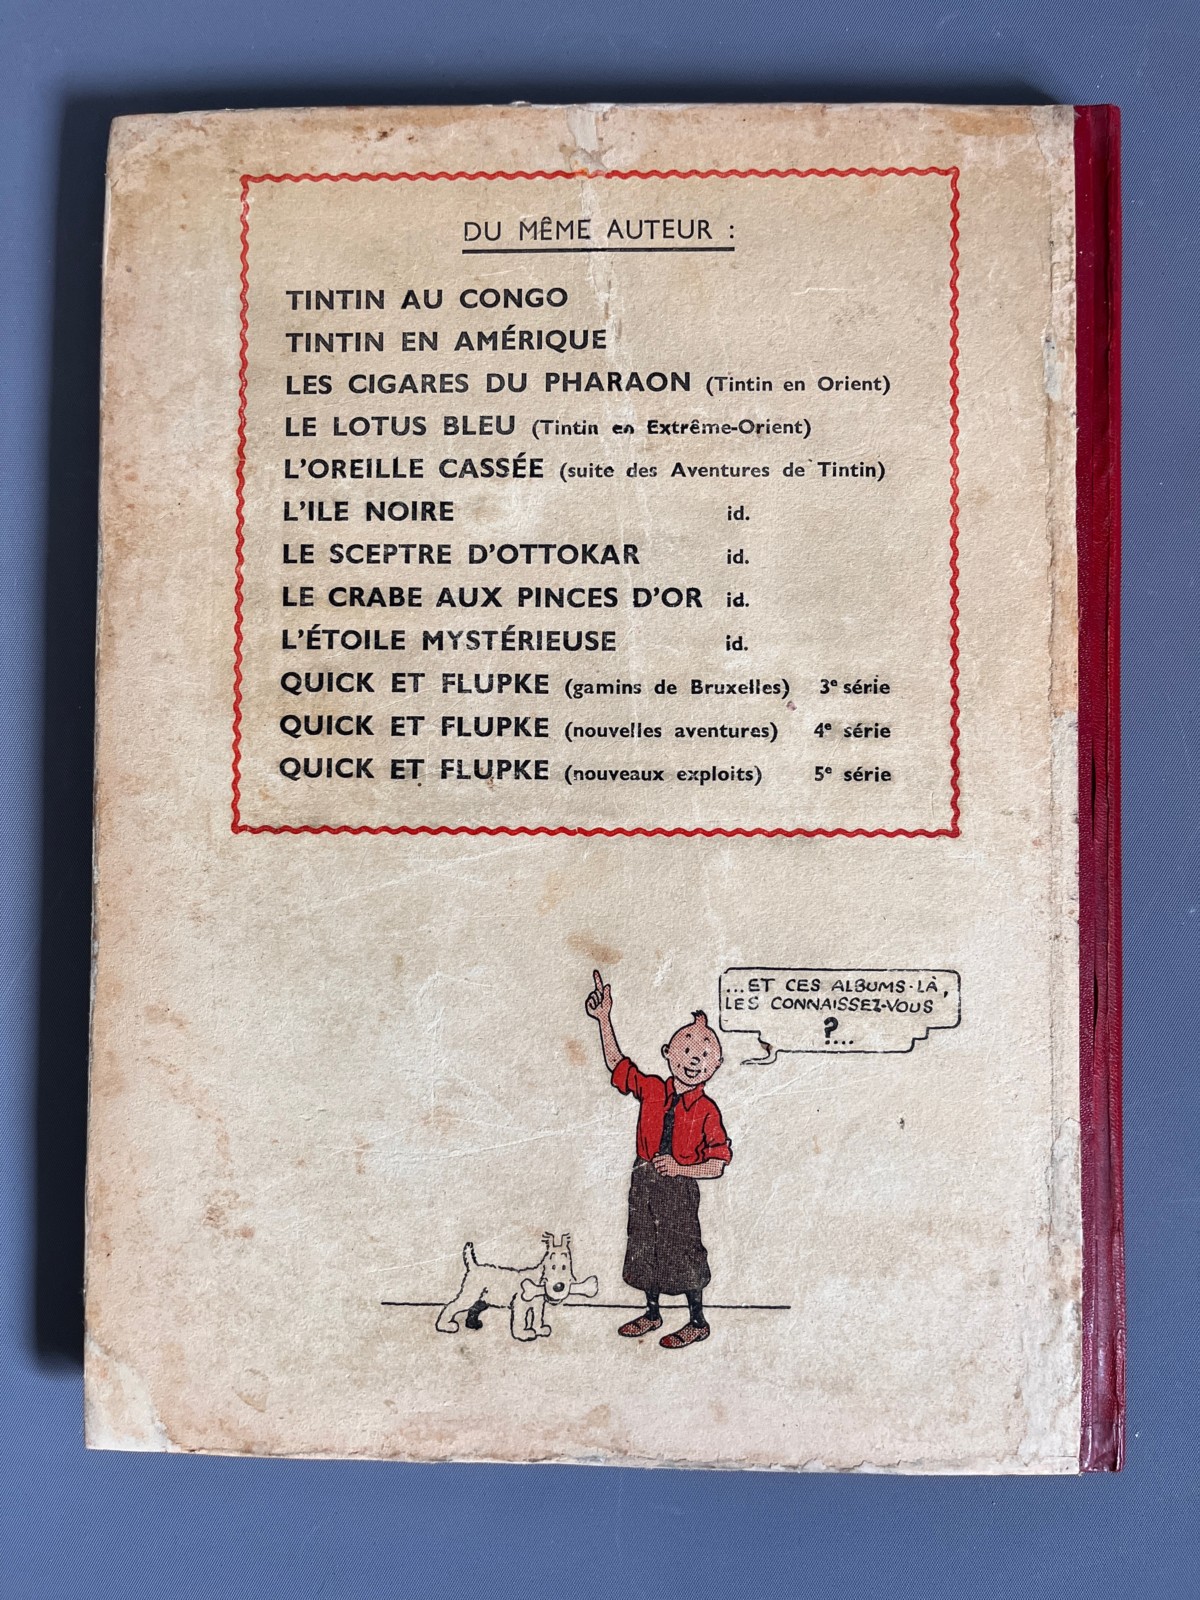 DU MÊME AUTEUR :
TINTIN AU CONGO
TINTIN EN AMÉRIQUE
LES CIGARES DU PHARAON (Tintin en Orient)
LE LOTUS BLEU (Tintin en Extrême-Orient)
L'OREILLE CASSÉE (suite des Aventures de Tintin)
L'ILE NOIRE id.
LE SCEPTRE D'OTTOKAR id.
LE CRABE AUX PINCES D'OR id.
L'ÉTOILE MYSTÉRIEUSE id.
QUICK ET FLUPKE (gamins de Bruxelles) 3e série
QUICK ET FLUPKE (nouvelles aventures) 4e série
QUICK ET FLUPKE (nouveaux exploits) 5e série
...ET CES ALBUMS-LÀ,
LES CONNAISSEZ-VOUS
?...